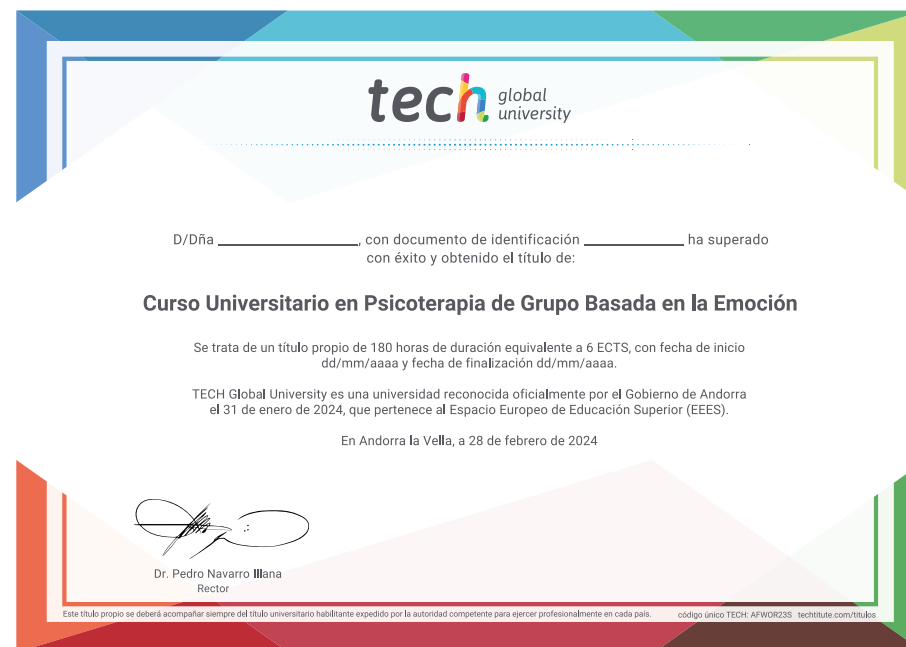 tech global university
D/Dña ____________________, con documento de identificación ______________ ha superado
con éxito y obtenido el título de:
Curso Universitario en Psicoterapia de Grupo Basada en la Emoción
Se trata de un título propio de 180 horas de duración equivalente a 6 ECTS, con fecha de inicio
dd/mm/aaaa y fecha de finalización dd/mm/aaaa.
TECH Global University es una universidad reconocida oficialmente por el Gobierno de Andorra
el 31 de enero de 2024, que pertenece al Espacio Europeo de Educación Superior (EEES).
En Andorra la Vella, a 28 de febrero de 2024
Dr. Pedro Navarro Illana
Rector
Este título propio se deberá acompañar siempre del título universitario habilitante expedido por la autoridad competente para ejercer profesionalmente en cada país. código único TECH: AFWOR23S techtitute.com/titulos